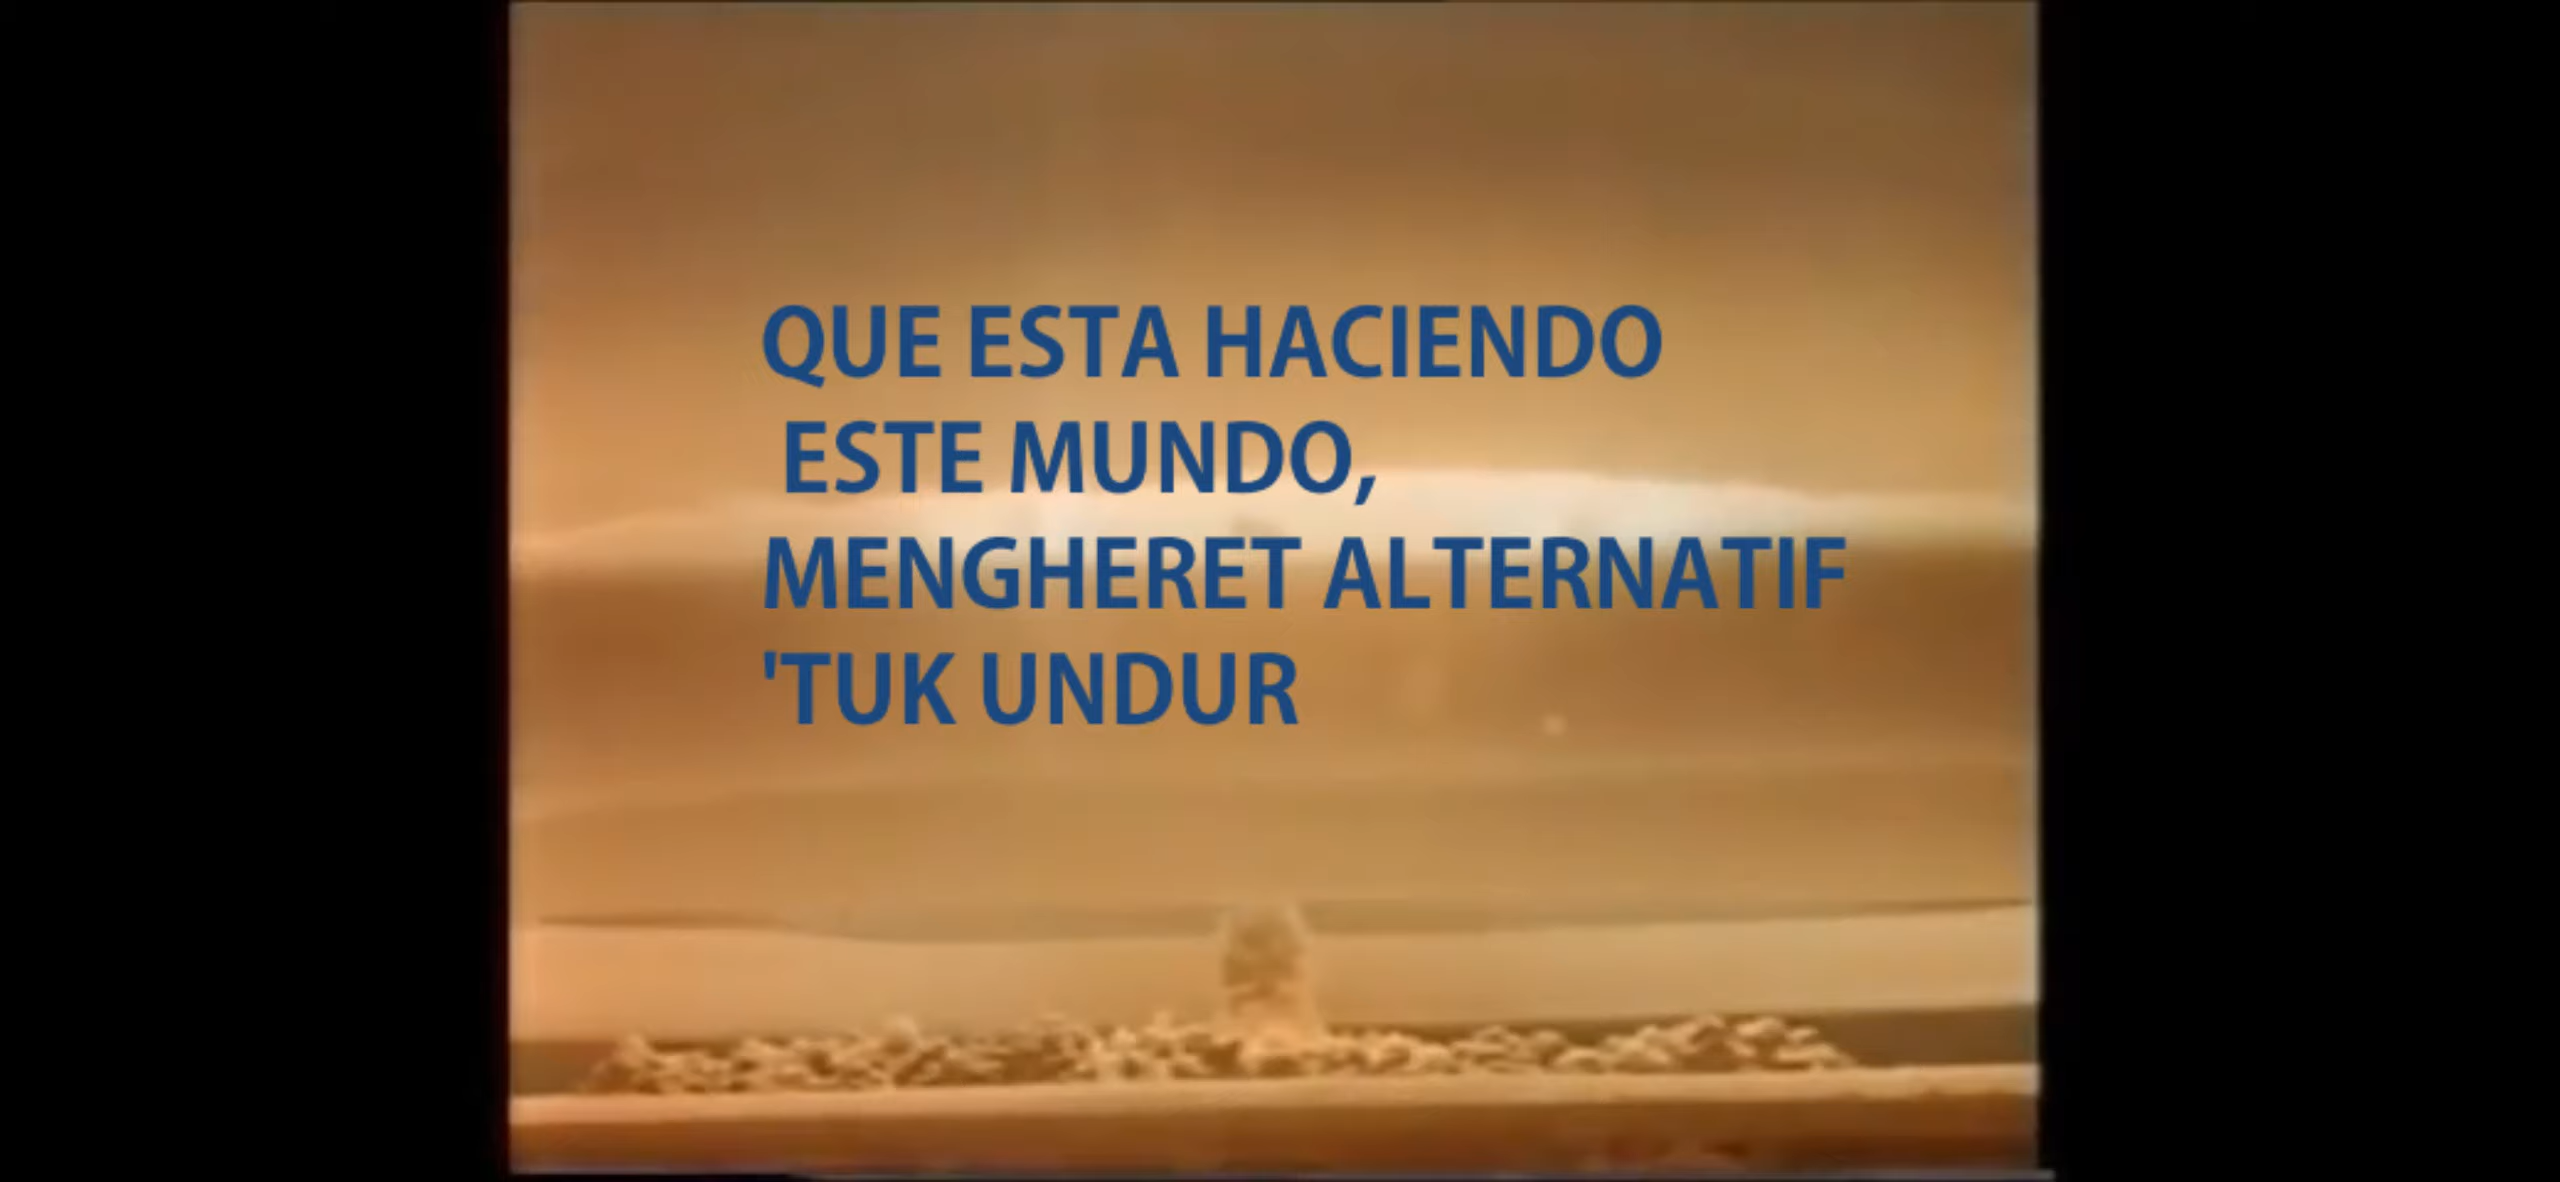 QUE ESTA HACIENDO
ESTE MUNDO,
MENGHERET ALTERNATIF
'TUK UNDUR